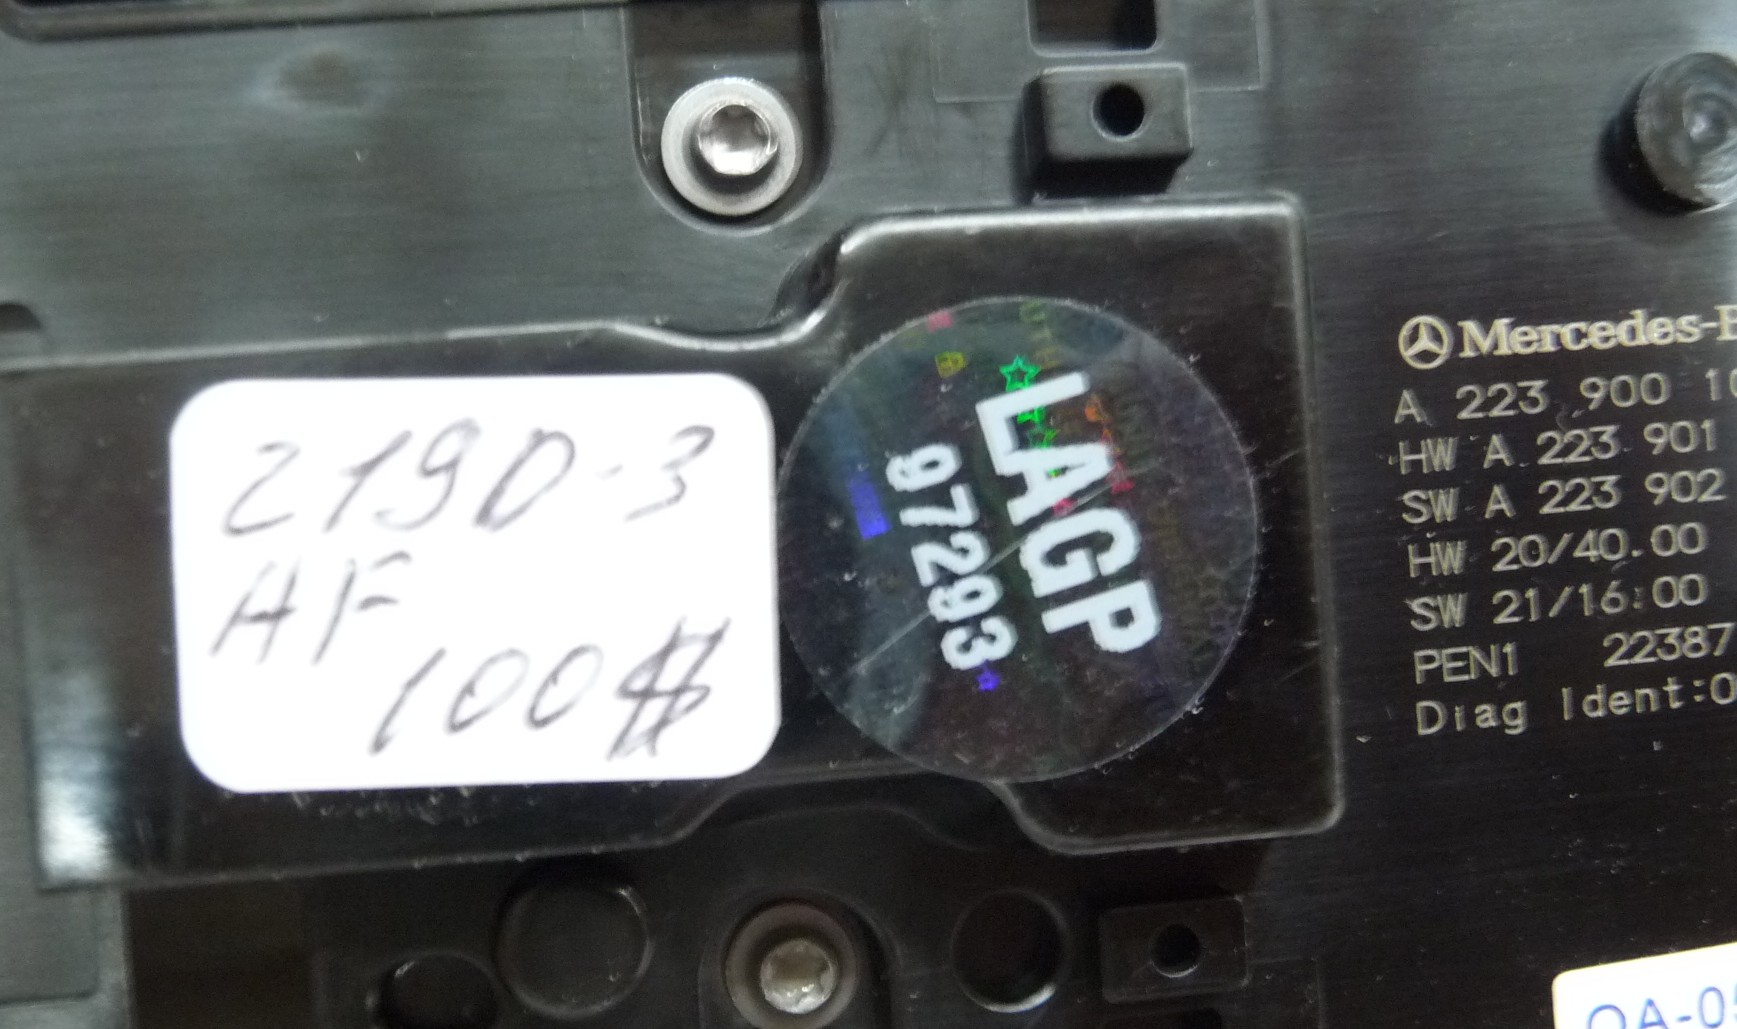 2190-3
AF
100$
LAGP
97293
Mercedes-B
A 223 900 10
HW A 223 901
SW A 223 902
HW 20/40.00
SW 21/16:00
PEN1 22387
Diag Ident:0
QA-05